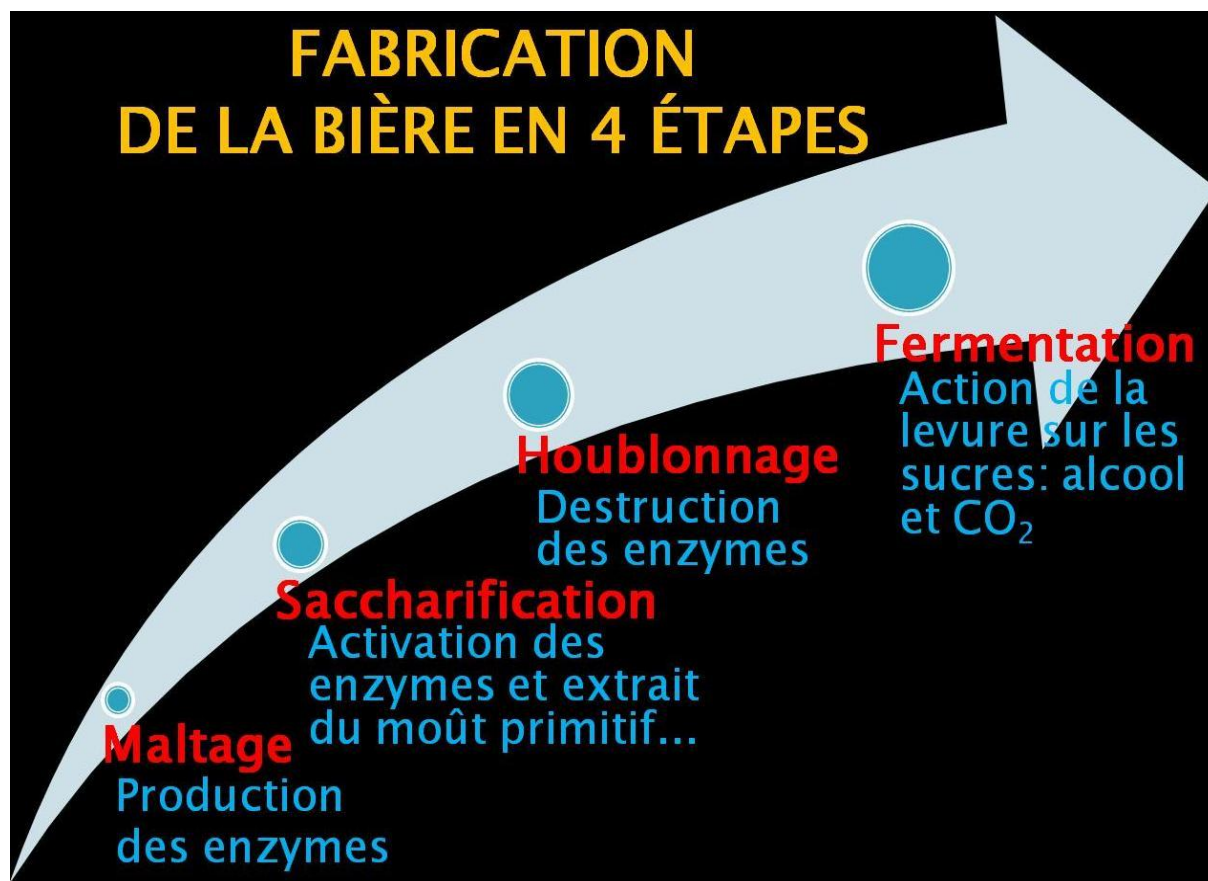 FABRICATION
DE LA BIÈRE EN 4 ÉTAPES
Maltage
Production
des enzymes
Saccharification
Activation des
enzymes et extrait
du moût primitif...
Houblonnage
Destruction
des enzymes
Fermentation
Action de la
levure sur les
sucres: alcool
et CO₂